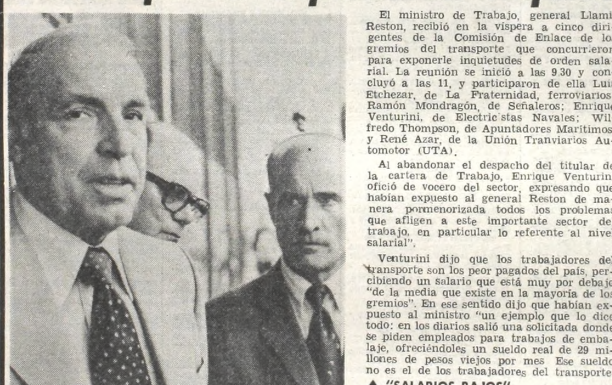 El ministro de Trabajo, general Llamil
Reston, recibió en la víspera a cinco diri-
gentes de la Comisión de Enlace de los
gremios del transporte que concurrieron
para exponerle inquietudes de orden sala-
rial. La reunión se inició a las 9.30 y con-
cluyó a las 11, y participaron de ella Luis
Etchezar, de La Fraternidad, ferroviarios;
Ramón Mondragón, de Señaleros; Enrique
Venturini, de Electricistas Navales; Wil-
fredo Thompson, de Apuntadores Marítimos
y René Azar, de la Unión Tranviarios Au-
tomotor (UTA).
Al abandonar el despacho del titular de
la cartera de Trabajo, Enrique Venturini
ofició de vocero del sector, expresando que
habían expuesto al general Reston de ma-
nera pormenorizada todos los problemas
que afligen a este importante sector del
trabajo, en particular lo referente al nivel
salarial".
Venturini dijo que los trabajadores del
transporte son los peor pagados del país, per-
cibiendo un salario que está muy por debajo
"de la media que existe en la mayoría de los
gremios". En ese sentido dijo que habían ex-
puesto al ministro "un ejemplo que lo dice
todo: en los diarios salió una solicitada donde
se piden empleados para trabajos de emba-
laje, ofreciéndoles un sueldo real de 29 mi-
llones de pesos viejos por mes Ese sueldo
no es el de los trabajadores del transporte
"SALARIOS BAJOS"